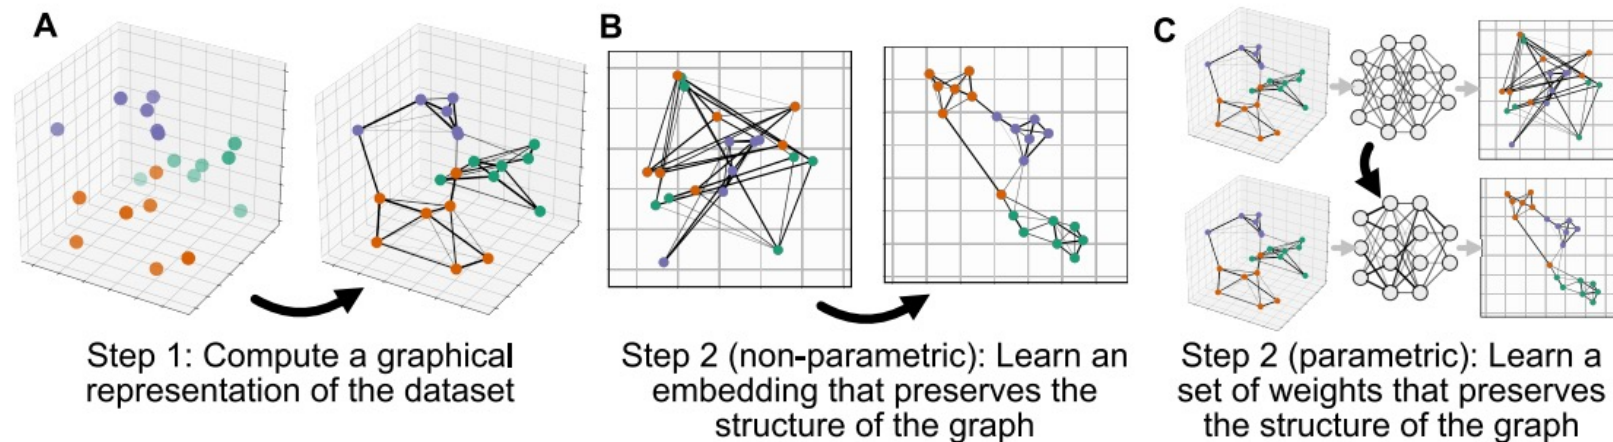 A
B
C
Step 1: Compute a graphical
representation of the dataset
Step 2 (non-parametric): Learn an
embedding that preserves the
structure of the graph
Step 2 (parametric): Learn a
set of weights that preserves
the structure of the graph